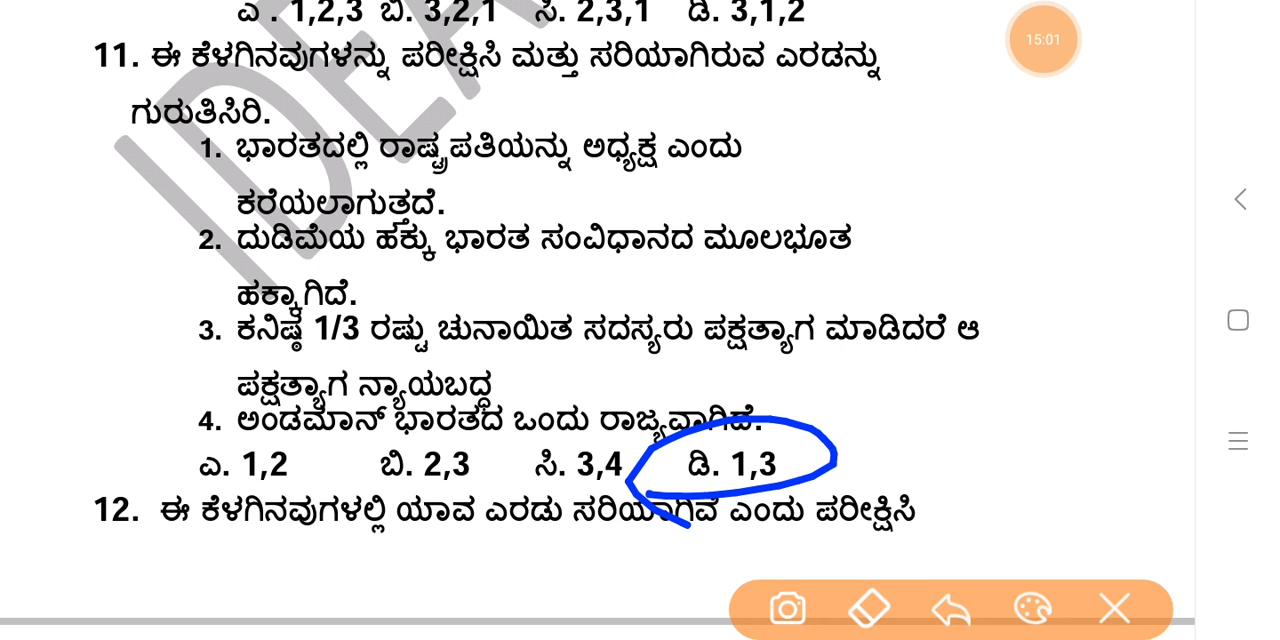 ಎ . 1,2,3 ಬಿ. 3,2,1 ಸಿ. 2,3,1 ಡಿ. 3,1,2
11. ಈ ಕೆಳಗಿನವುಗಳನ್ನು ಪರೀಕ್ಷಿಸಿ ಮತ್ತು ಸರಿಯಾಗಿರುವ ಎರಡನ್ನು
ಗುರುತಿಸಿರಿ.
1. ಭಾರತದಲ್ಲಿ ರಾಷ್ಟ್ರಪತಿಯನ್ನು ಅಧ್ಯಕ್ಷ ಎಂದು
ಕರೆಯಲಾಗುತ್ತದೆ.
2. ದುಡಿಮೆಯ ಹಕ್ಕು ಭಾರತ ಸಂವಿಧಾನದ ಮೂಲಭೂತ
ಹಕ್ಕಾಗಿದೆ.
3. ಕನಿಷ್ಠ 1/3 ರಷ್ಟು ಚುನಾಯಿತ ಸದಸ್ಯರು ಪಕ್ಷತ್ಯಾಗ ಮಾಡಿದರೆ ಆ
ಪಕ್ಷತ್ಯಾಗ ನ್ಯಾಯಬದ್ಧ
4. ಅಂಡಮಾನ್ ಭಾರತದ ಒಂದು ರಾಜ್ಯವಾಗಿದೆ.
ಎ. 1,2 ಬಿ. 2,3 ಸಿ. 3,4 ಡಿ. 1,3
12. ಈ ಕೆಳಗಿನವುಗಳಲ್ಲಿ ಯಾವ ಎರಡು ಸರಿಯಾಗಿವೆ ಎಂದು ಪರೀಕ್ಷಿಸಿ
15:01